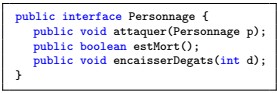 public interface Personnage {
   public void attaquer(Personnage p);
   public boolean estMort();
   public void encaisserDegats(int d);
}